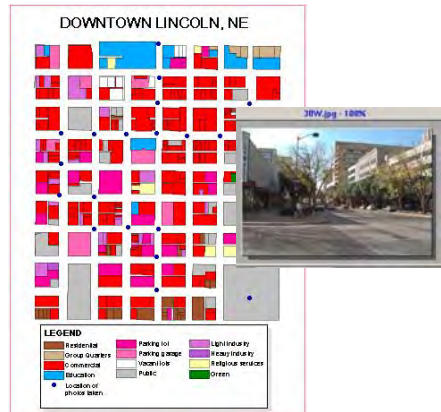 DOWNTOWN LINCOLN, NE
30W.jpg - 100%
LEGEND
Residential
Group Quarters
Commercial
Education
Location of
photos taken
Parking lot
Parking garage
Vacant lots
Public
Light Industry
Heavy Industry
Religious services
Green